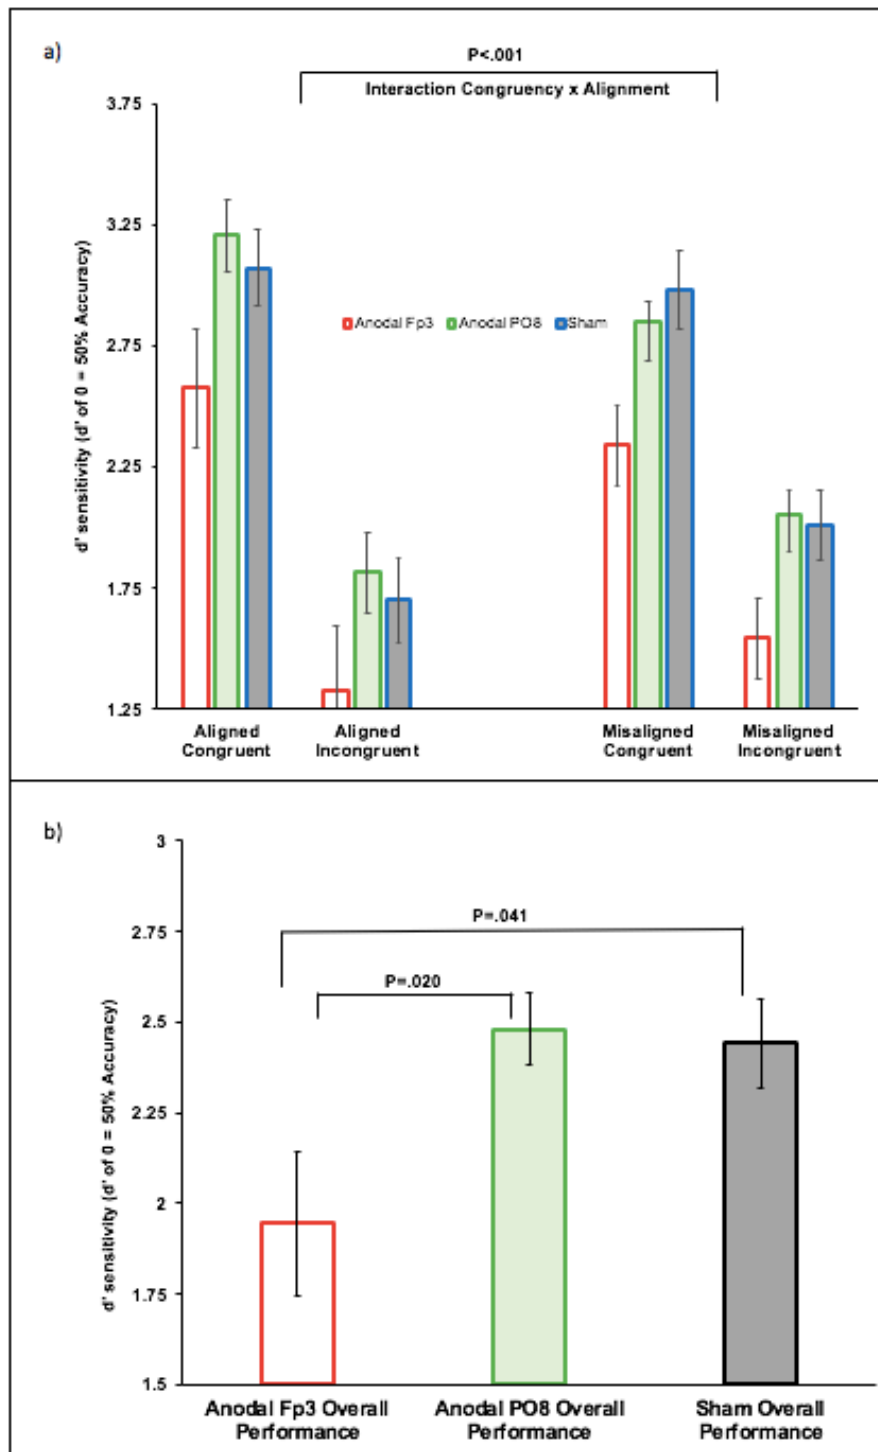 a)
P<.001
Interaction Congruency x Alignment
3.75
3.25
2.75
2.25
1.75
1.25
d' sensitivity (d' of 0 = 50% Accuracy)
Anodal Fp3 Anodal PO8 Sham
Aligned Congruent
Aligned Incongruent
Misaligned Congruent
Misaligned Incongruent
b)
3
2.75
2.5
2.25
2
1.75
1.5
d' sensitivity (d' of 0 = 50% Accuracy)
P=.041
P=.020
Anodal Fp3 Overall Performance
Anodal PO8 Overall Performance
Sham Overall Performance